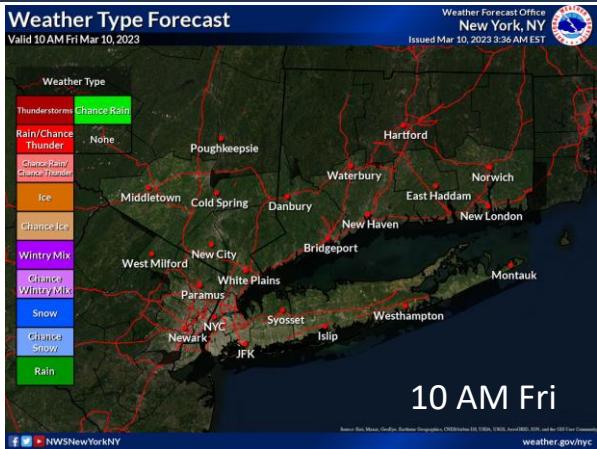 Weather Type Forecast
Valid 10 AM Fri Mar 10, 2023
Weather Forecast Office
New York, NY
Issued Mar 10, 2023 3:36 AM EST
Weather Type
Thunderstorms
Chance Rain
Rain/Chance
Thunder
None
Chance Rain/
Chance Thunder
Ice
Chance Ice
Wintry Mix
Chance
Wintry Mix
Snow
Chance
Snow
Rain
Hartford
Poughkeepsie
Waterbury
Norwich
Middletown
Cold Spring
Danbury
East Haddam
New London
New Haven
Bridgeport
New City
West Milford
White Plains
Montauk
Paramus
NYC
Syosset
Westhampton
Newark
Islip
JFK
10 AM Fri
NWSNewYorkNY
weather.gov/nyc